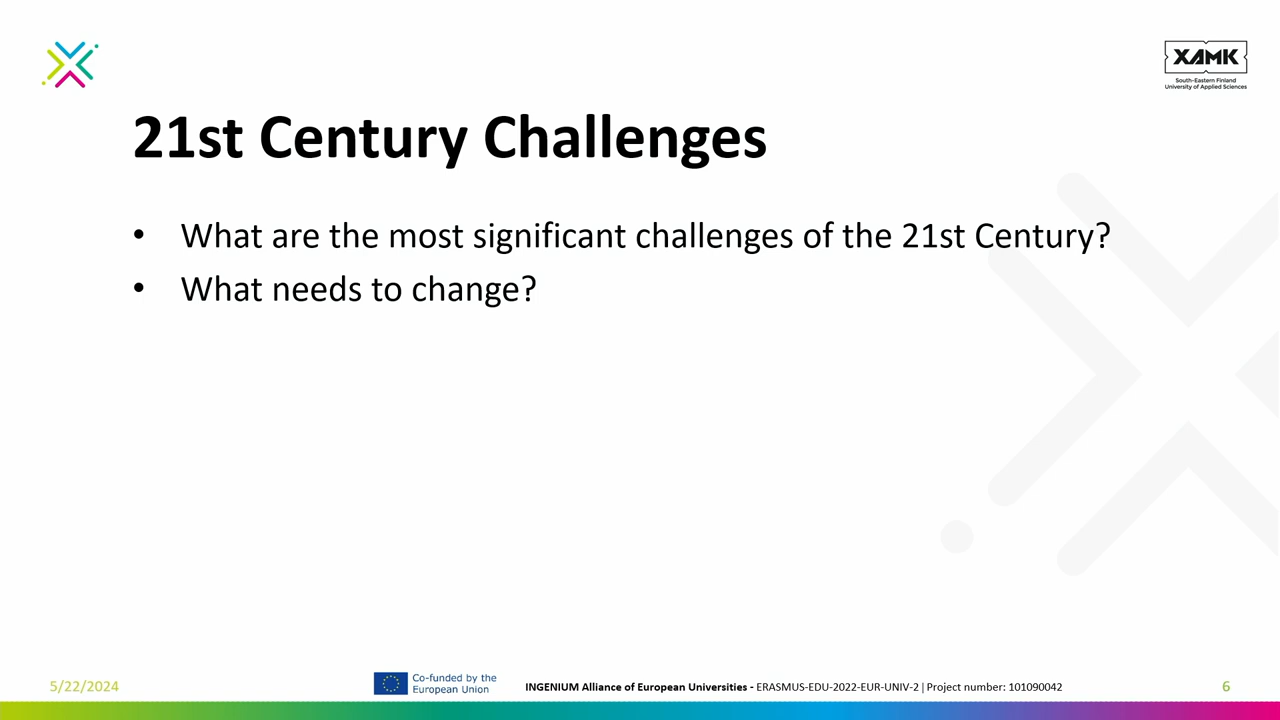 XAMK
South-Eastern Finland
University of Applied Sciences
21st Century Challenges
• What are the most significant challenges of the 21st Century?
• What needs to change?
5/22/2024
Co-funded by the
European Union
INGENIUM Alliance of European Universities - ERASMUS-EDU-2022-EUR-UNIV-2 | Project number: 101090042
6